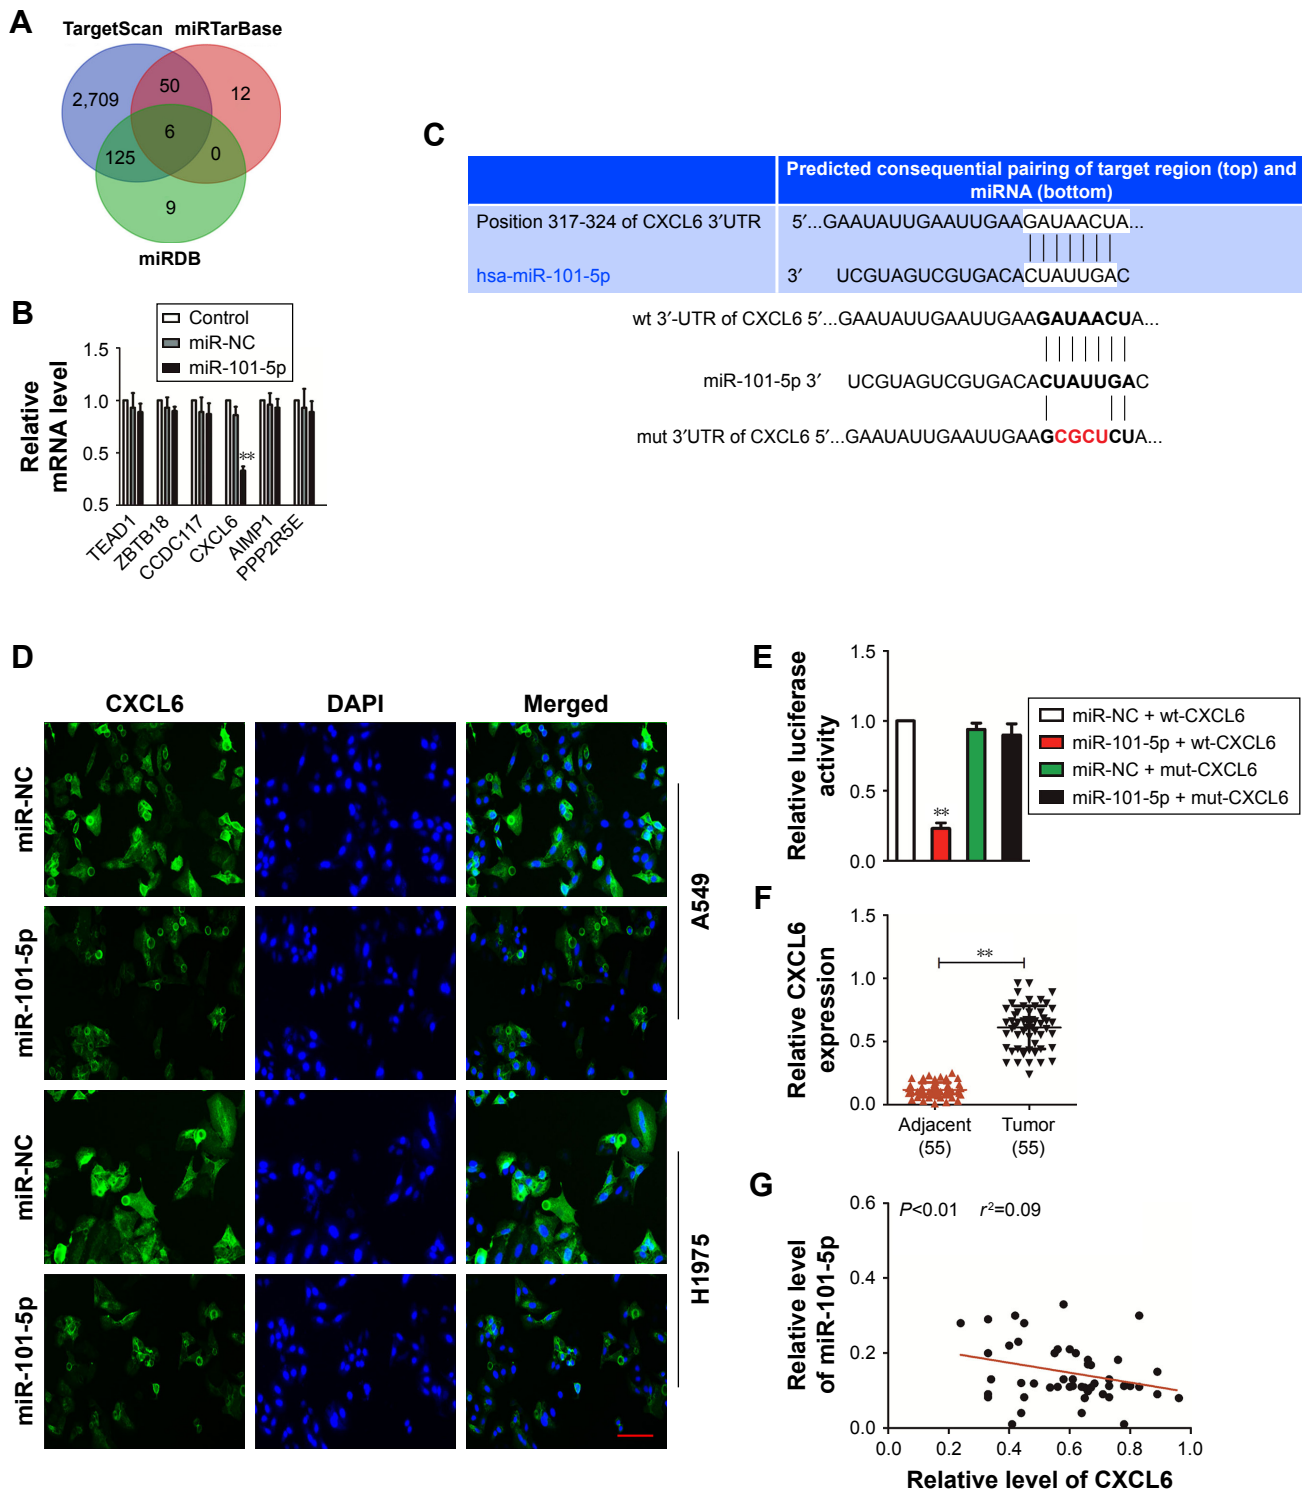 A
TargetScan miRTarBase
2,709
50
12
6
125
0
9
miRDB
B
Control
miR-NC
miR-101-5p
Relative
mRNA level
1.5
1.0
0.5
0.5
**
TEAD1
ZBTB18
CCDC117
CXCL6
AIMP1
PPP2R5E
C
Predicted consequential pairing of target region (top) and
miRNA (bottom)
Position 317-324 of CXCL6 3′UTR 5′...GAAUAUUGAAUUGAAGAUAACUA...
hsa-miR-101-5p 3′ UCGUAGUCGUGACACUAUUGAC
wt 3′-UTR of CXCL6 5′...GAAUAUUGAAUUGAAGAUAACUA...
miR-101-5p 3′ UCGUAGUCGUGACACUAUUGAC
mut 3′UTR of CXCL6 5′...GAAUAUUGAAUUGAAGCGCUCUA...
D
CXCL6 DAPI Merged
miR-NC
miR-101-5p
A549
miR-NC
miR-101-5p
H1975
E
Relative luciferase
activity
1.5
1.0
0.5
0.0
**
miR-NC + wt-CXCL6
miR-101-5p + wt-CXCL6
miR-NC + mut-CXCL6
miR-101-5p + mut-CXCL6
F
Relative CXCL6
expression
1.5
1.0
0.5
0.0
**
Adjacent Tumor
(55) (55)
G
Relative level
of miR-101-5p
P<0.01 r²=0.09
0.6
0.4
0.2
0.0
0.0 0.2 0.4 0.6 0.8 1.0
Relative level of CXCL6